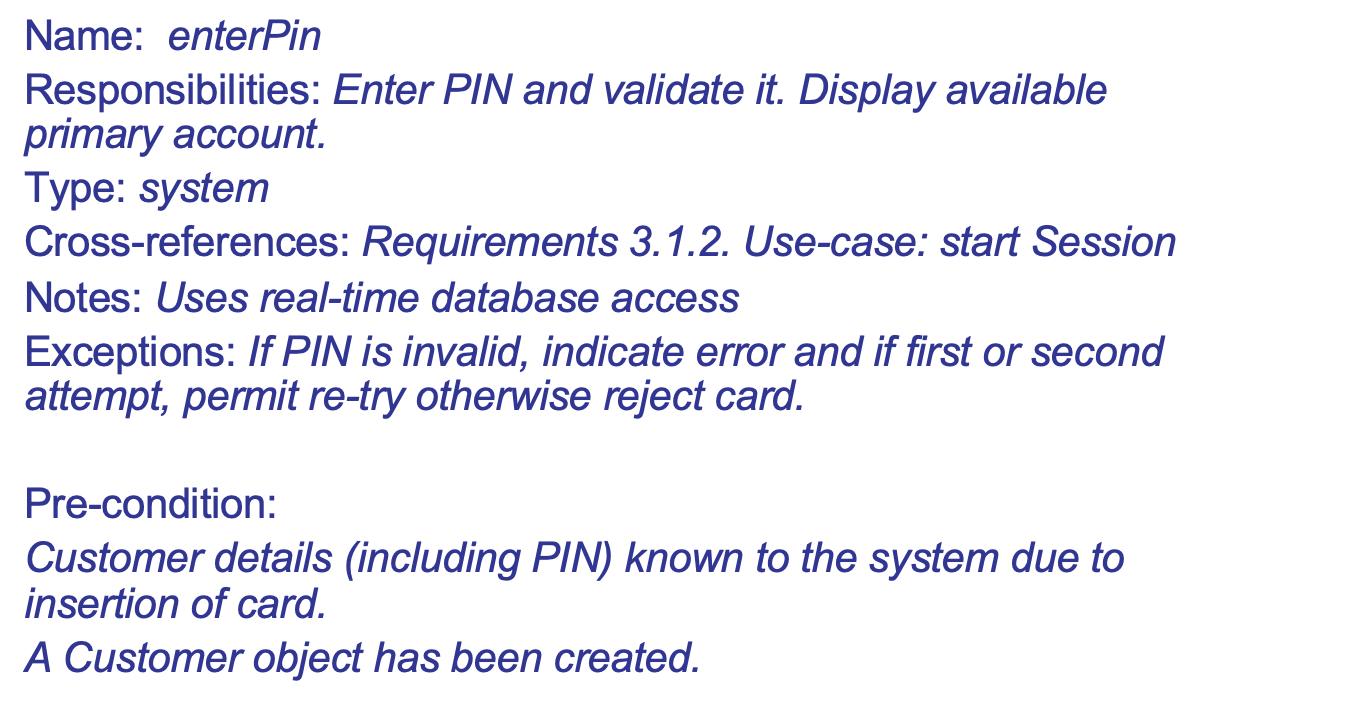 Name:  enterPin
Responsibilities: Enter PIN and validate it. Display available
primary account.
Type: system
Cross-references: Requirements 3.1.2. Use-case: start Session
Notes: Uses real-time database access
Exceptions: If PIN is invalid, indicate error and if first or second
attempt, permit re-try otherwise reject card.
Pre-condition:
Customer details (including PIN) known to the system due to
insertion of card.
A Customer object has been created.